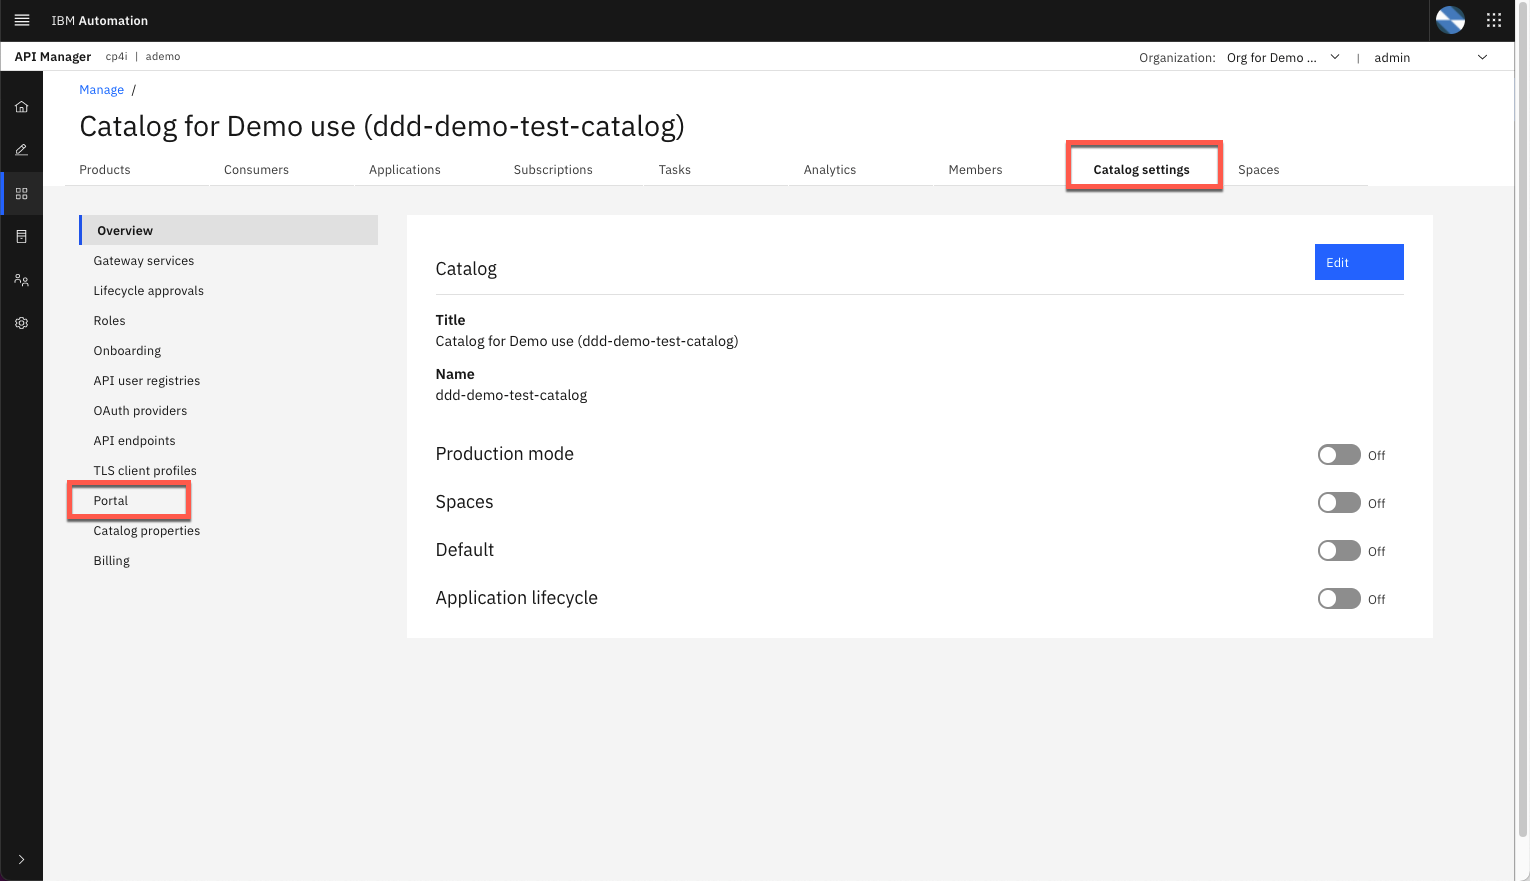 IBM Automation
API Manager cp4i | ademo
Organization: Org for Demo ... | admin
Manage /
Catalog for Demo use (ddd-demo-test-catalog)
Products Consumers Applications Subscriptions Tasks Analytics Members Catalog settings Spaces
Overview
Gateway services
Lifecycle approvals
Roles
Onboarding
API user registries
OAuth providers
API endpoints
TLS client profiles
Portal
Catalog properties
Billing
Catalog
Edit
Title
Catalog for Demo use (ddd-demo-test-catalog)
Name
ddd-demo-test-catalog
Production mode Off
Spaces Off
Default Off
Application lifecycle Off